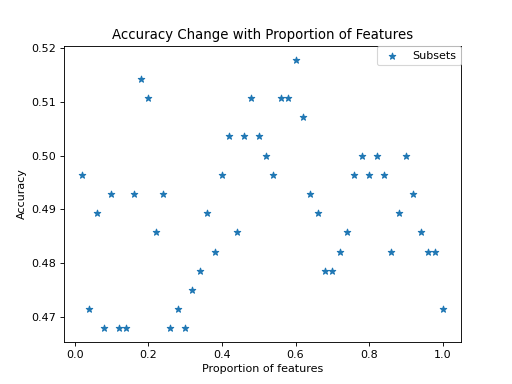 Accuracy Change with Proportion of Features
Subsets
0.52
0.51
0.50
0.49
0.48
0.47
Accuracy
0.0 0.2 0.4 0.6 0.8 1.0
Proportion of features